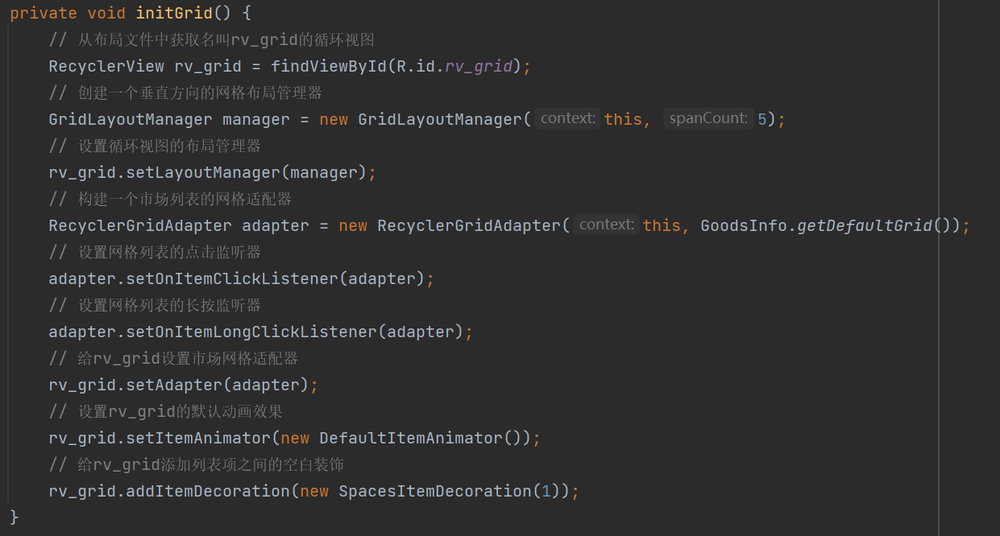 private void initGrid() {
// 从布局文件中获取名叫rv_grid的循环视图
RecyclerView rv_grid = findViewById(R.id.rv_grid);
// 创建一个垂直方向的网格布局管理器
GridLayoutManager manager = new GridLayoutManager( context: this, spanCount: 5);
// 设置循环视图的布局管理器
rv_grid.setLayoutManager(manager);
// 构建一个市场列表的网格适配器
RecyclerGridAdapter adapter = new RecyclerGridAdapter( context: this, GoodsInfo.getDefaultGrid());
// 设置网格列表的点击监听器
adapter.setOnItemClickListener(adapter);
// 设置网格列表的长按监听器
adapter.setOnItemLongClickListener(adapter);
// 给rv_grid设置市场网格适配器
rv_grid.setAdapter(adapter);
// 设置rv_grid的默认动画效果
rv_grid.setItemAnimator(new DefaultItemAnimator());
// 给rv_grid添加列表项之间的空白装饰
rv_grid.addItemDecoration(new SpacesItemDecoration(1));
}